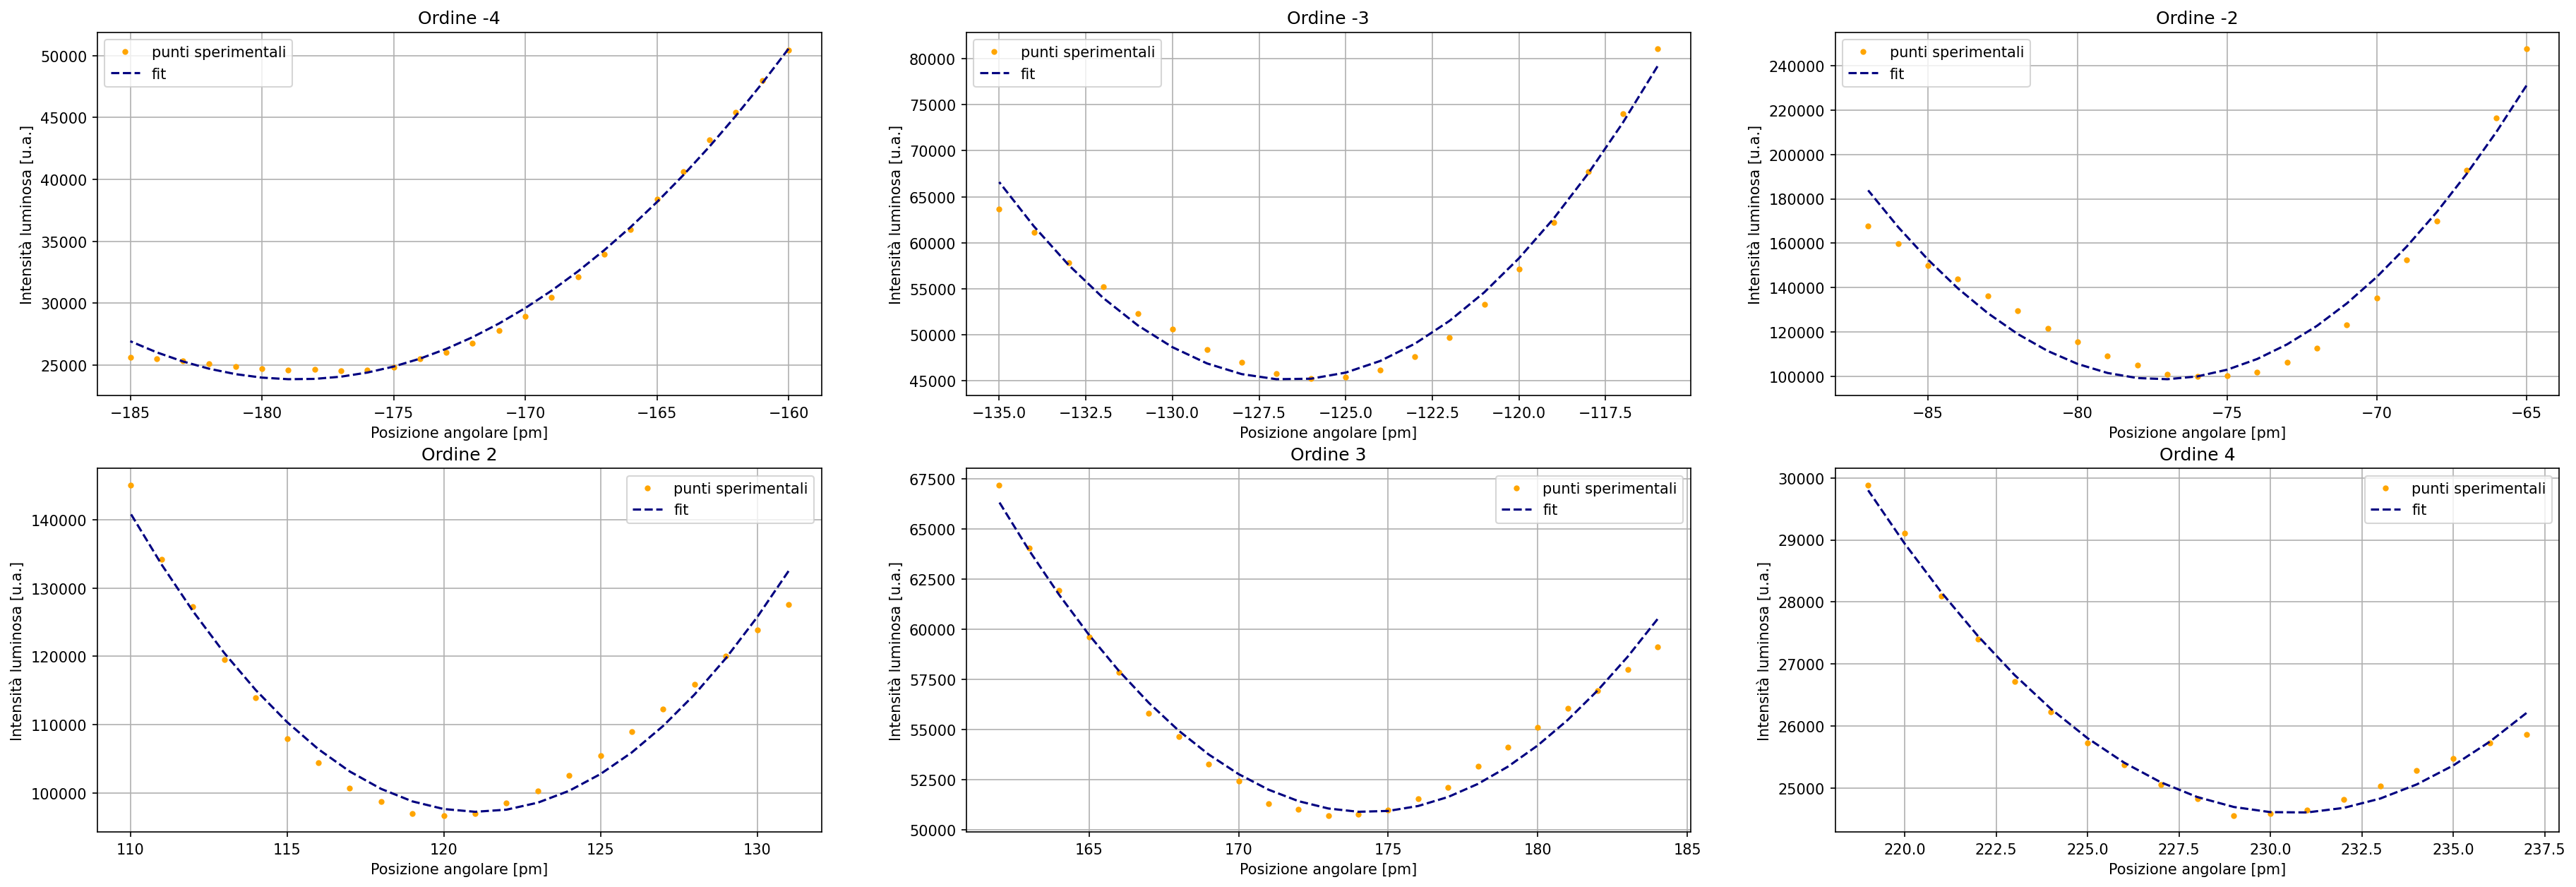 Ordine -4
punti sperimentali
fit
Intensità luminosa [u.a.]
50000
45000
40000
35000
30000
25000
−185
−180
−175
−170
−165
−160
Posizione angolare [pm]
Ordine -3
punti sperimentali
fit
Intensità luminosa [u.a.]
80000
75000
70000
65000
60000
55000
50000
45000
−135.0
−132.5
−130.0
−127.5
−125.0
−122.5
−120.0
−117.5
Posizione angolare [pm]
Ordine -2
punti sperimentali
fit
Intensità luminosa [u.a.]
240000
220000
200000
180000
160000
140000
120000
100000
−85
−80
−75
−70
−65
Posizione angolare [pm]
Ordine 2
punti sperimentali
fit
Intensità luminosa [u.a.]
140000
130000
120000
110000
100000
110
115
120
125
130
Posizione angolare [pm]
Ordine 3
punti sperimentali
fit
Intensità luminosa [u.a.]
67500
65000
62500
60000
57500
55000
52500
50000
165
170
175
180
185
Posizione angolare [pm]
Ordine 4
punti sperimentali
fit
Intensità luminosa [u.a.]
30000
29000
28000
27000
26000
25000
220.0
222.5
225.0
227.5
230.0
232.5
235.0
237.5
Posizione angolare [pm]